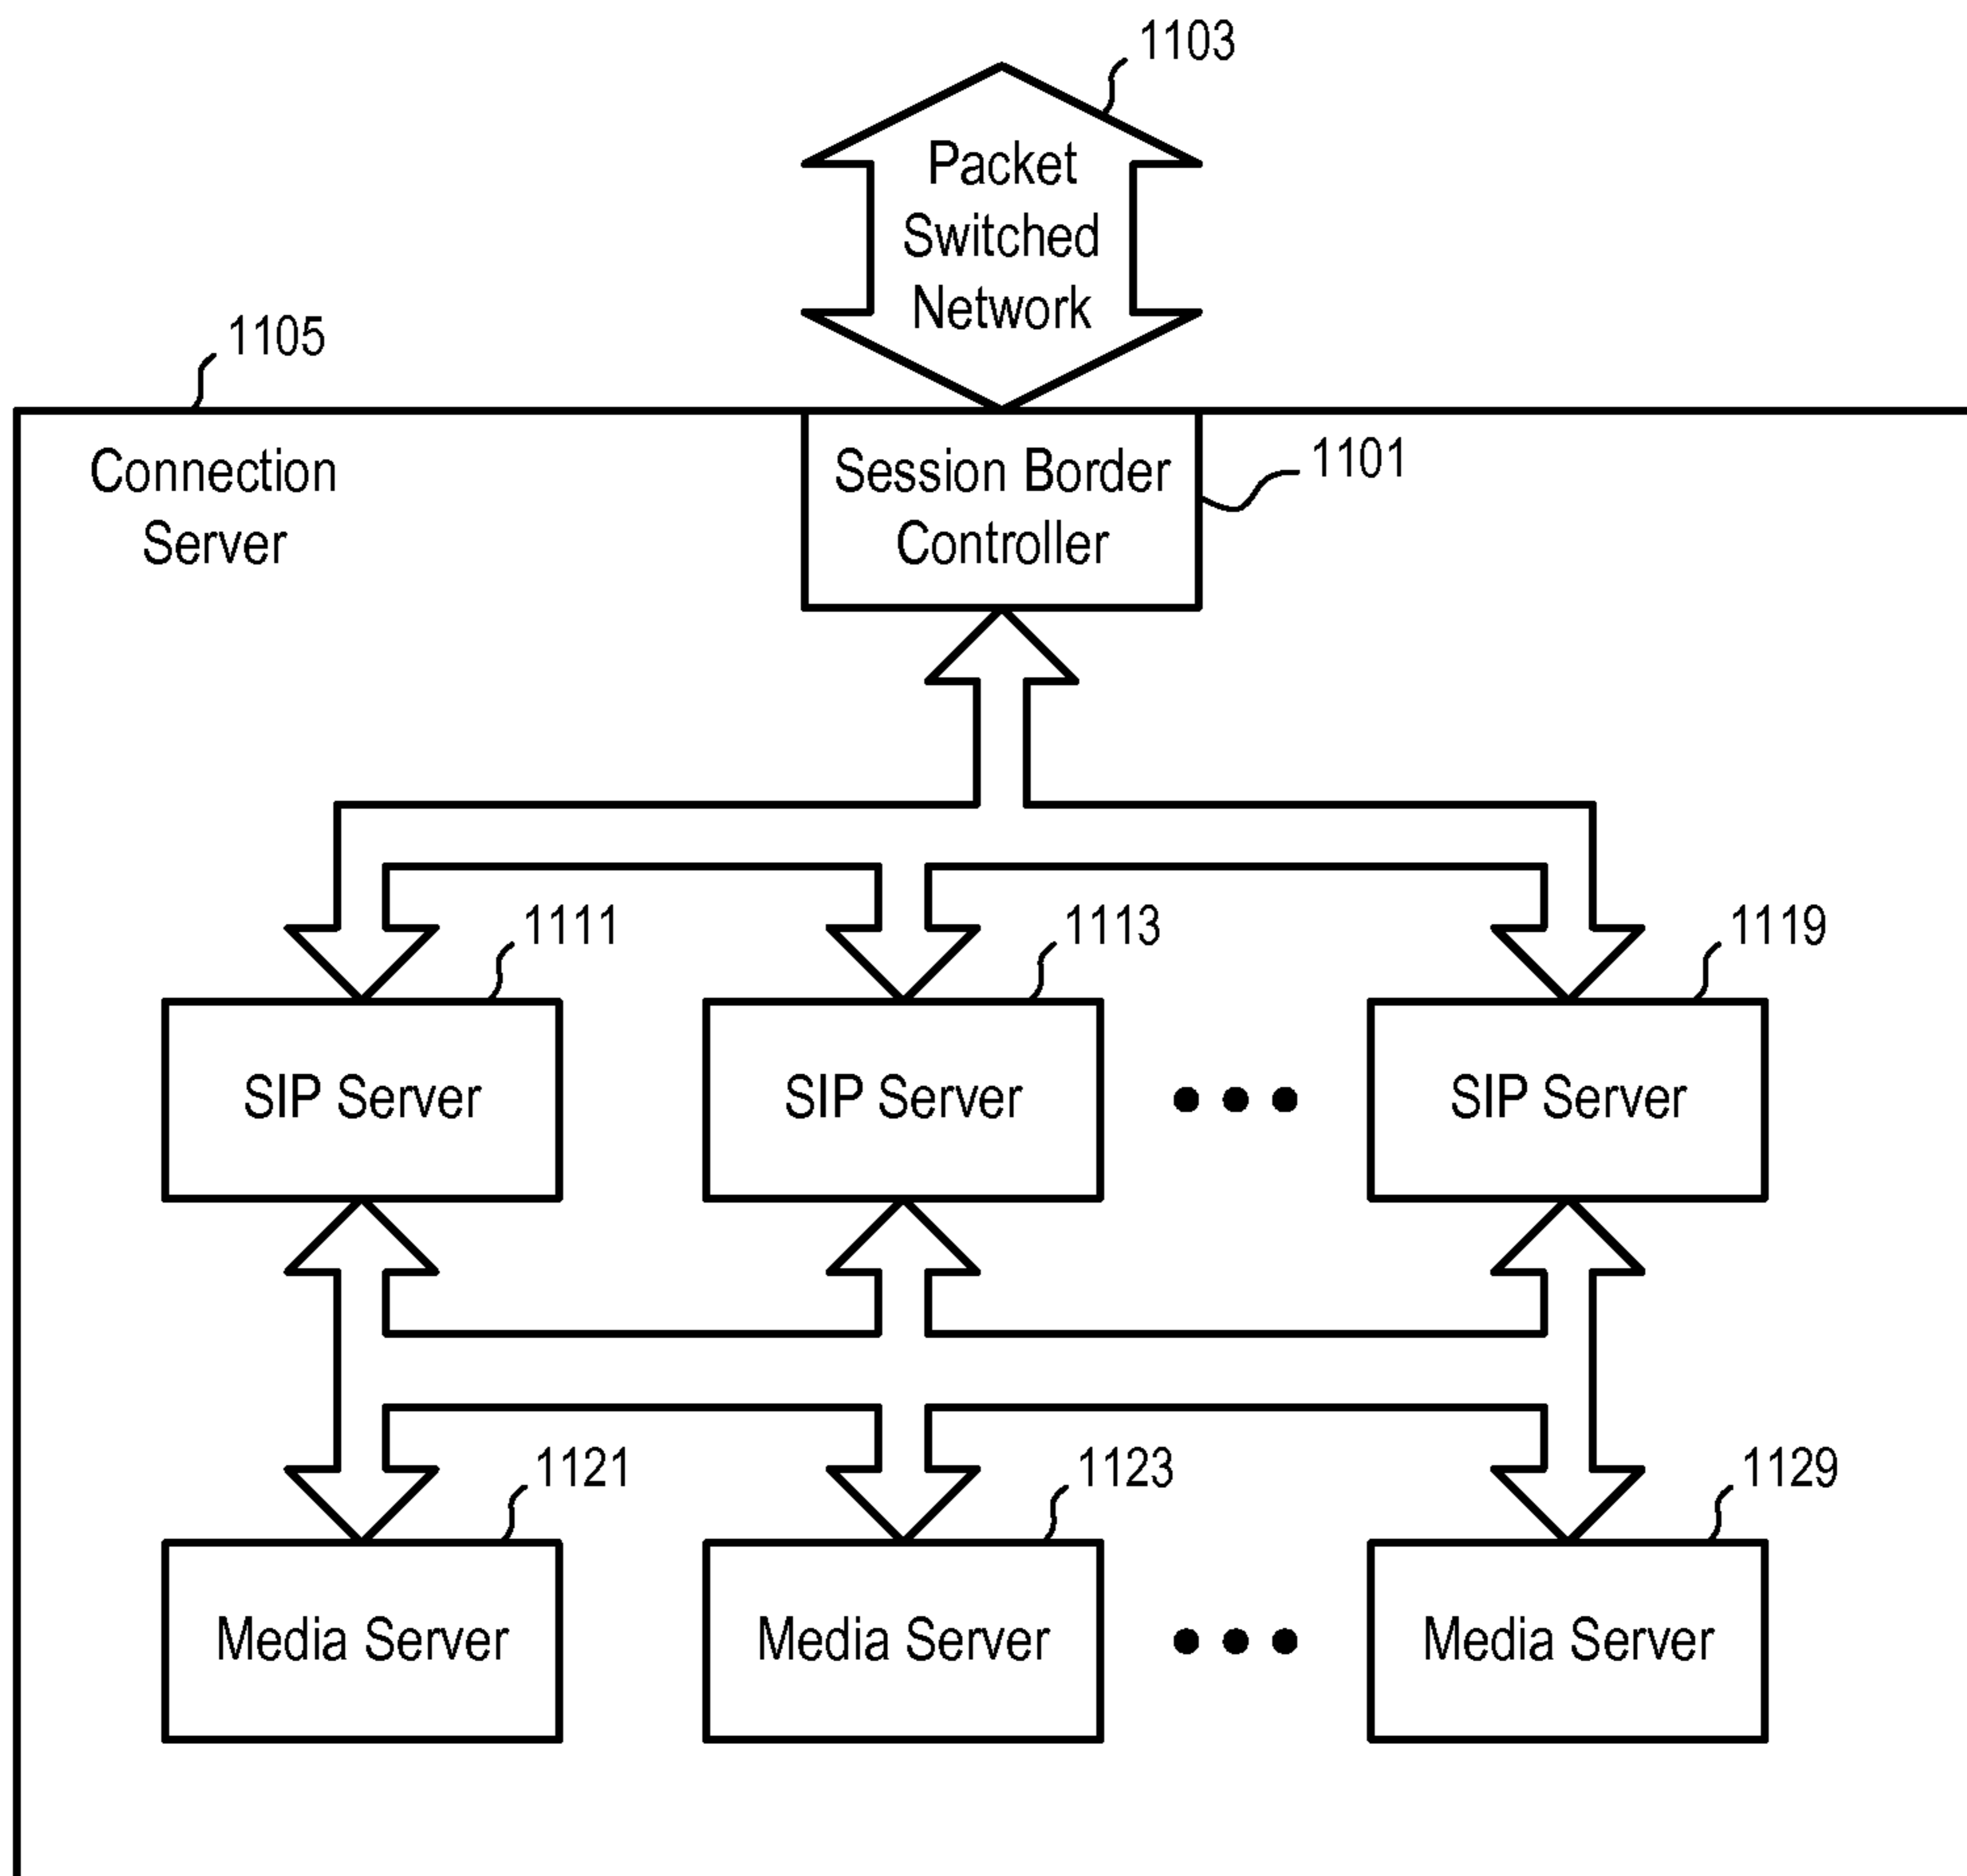 1103
Packet
Switched
Network
1105
Connection
Server
Session Border
Controller
1101
1111
1113
1119
SIP Server
SIP Server
SIP Server
1121
1123
1129
Media Server
Media Server
Media Server